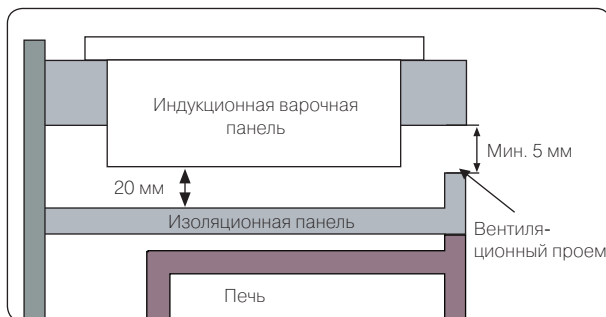 Индукционная варочная
панель
Мин. 5 мм
20 мм
Изоляционная панель
Вентиля-
ционный проем
Печь